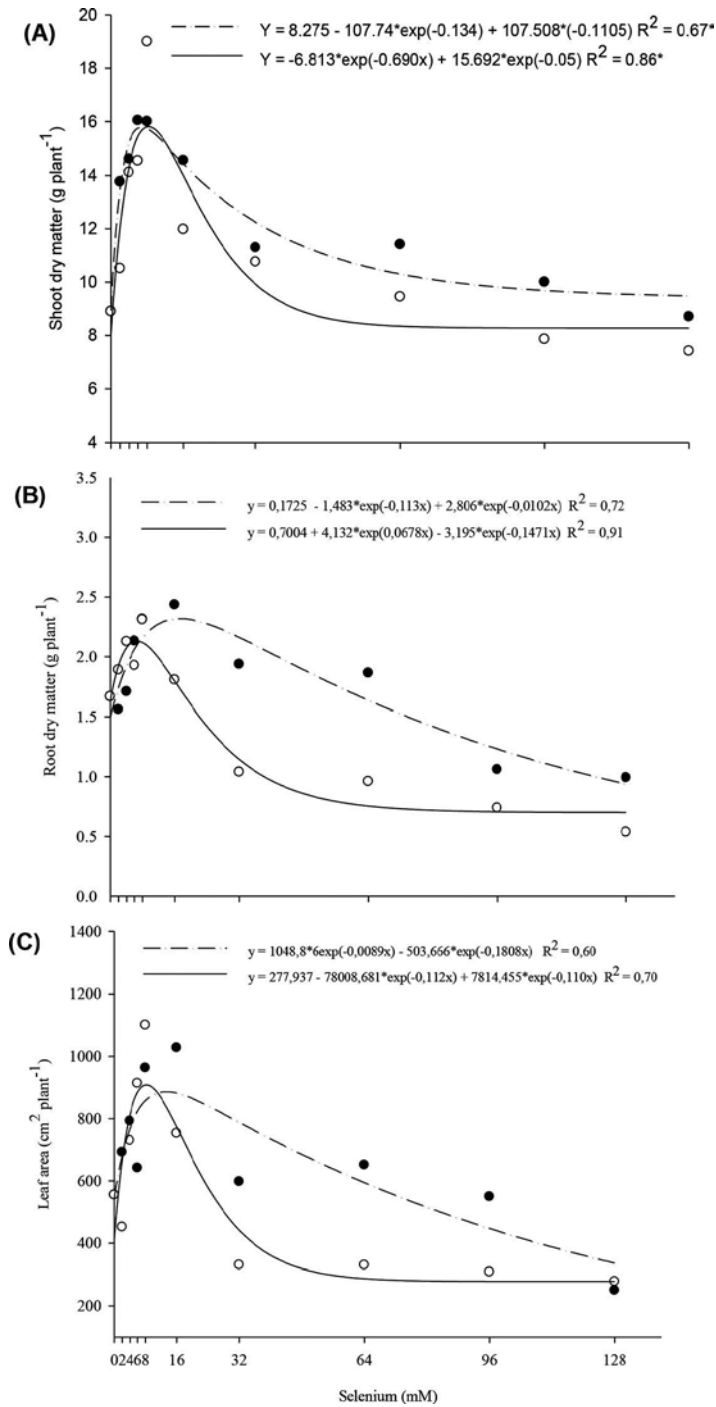 (A)
Y = 8.275 - 107.74*exp(-0.134) + 107.508*(-0.1105) R2 = 0.67*
Y = -6.813*exp(-0.690x) + 15.692*exp(-0.05) R2 = 0.86*
20
18
16
14
12
10
8
6
4
Shoot dry matter (g plant-1)
(B)
y = 0,1725 - 1,483*exp(-0,113x) + 2,806*exp(-0,0102x) R2 = 0,72
y = 0,7004 + 4,132*exp(0,0678x) - 3,195*exp(-0,1471x) R2 = 0,91
3.5
3.0
2.5
2.0
1.5
1.0
0.5
0.0
Root dry matter (g plant-1)
(C)
y = 1048,8*6exp(-0,0089x) - 503,666*exp(-0,1808x) R2 = 0,60
y = 277,937 - 78008,681*exp(-0,112x) + 7814,455*exp(-0,110x) R2 = 0,70
1400
1200
1000
800
600
400
200
Leaf area (cm2 plant-1)
0 2 4 6 8 16 32 64 96 128
Selenium (mM)